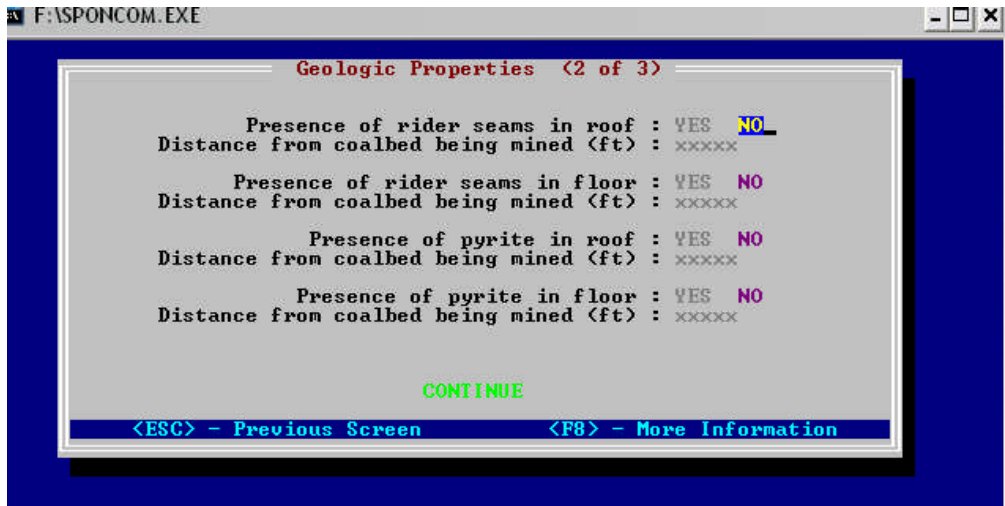 F:\SPONCOM.EXE
Geologic Properties (2 of 3)
Presence of rider seams in roof : YES NO
Distance from coalbed being mined (ft) : xxxxx
Presence of rider seams in floor : YES NO
Distance from coalbed being mined (ft) : xxxxx
Presence of pyrite in roof : YES NO
Distance from coalbed being mined (ft) : xxxxx
Presence of pyrite in floor : YES NO
Distance from coalbed being mined (ft) : xxxxx
CONTINUE
<ESC> - Previous Screen <F8> - More Information